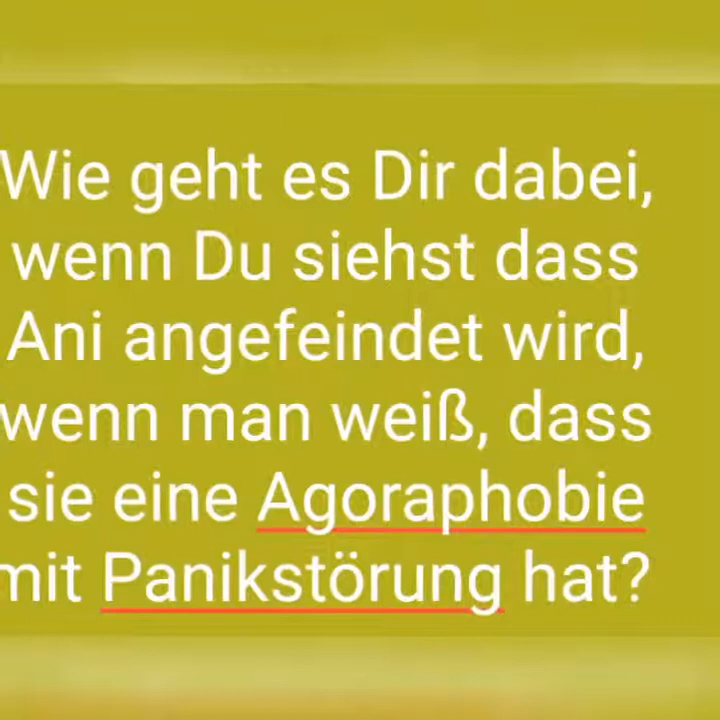 Wie geht es Dir dabei,
wenn Du siehst dass
Ani angefeindet wird,
wenn man weiß, dass
sie eine Agoraphobie
mit Panikstörung hat?